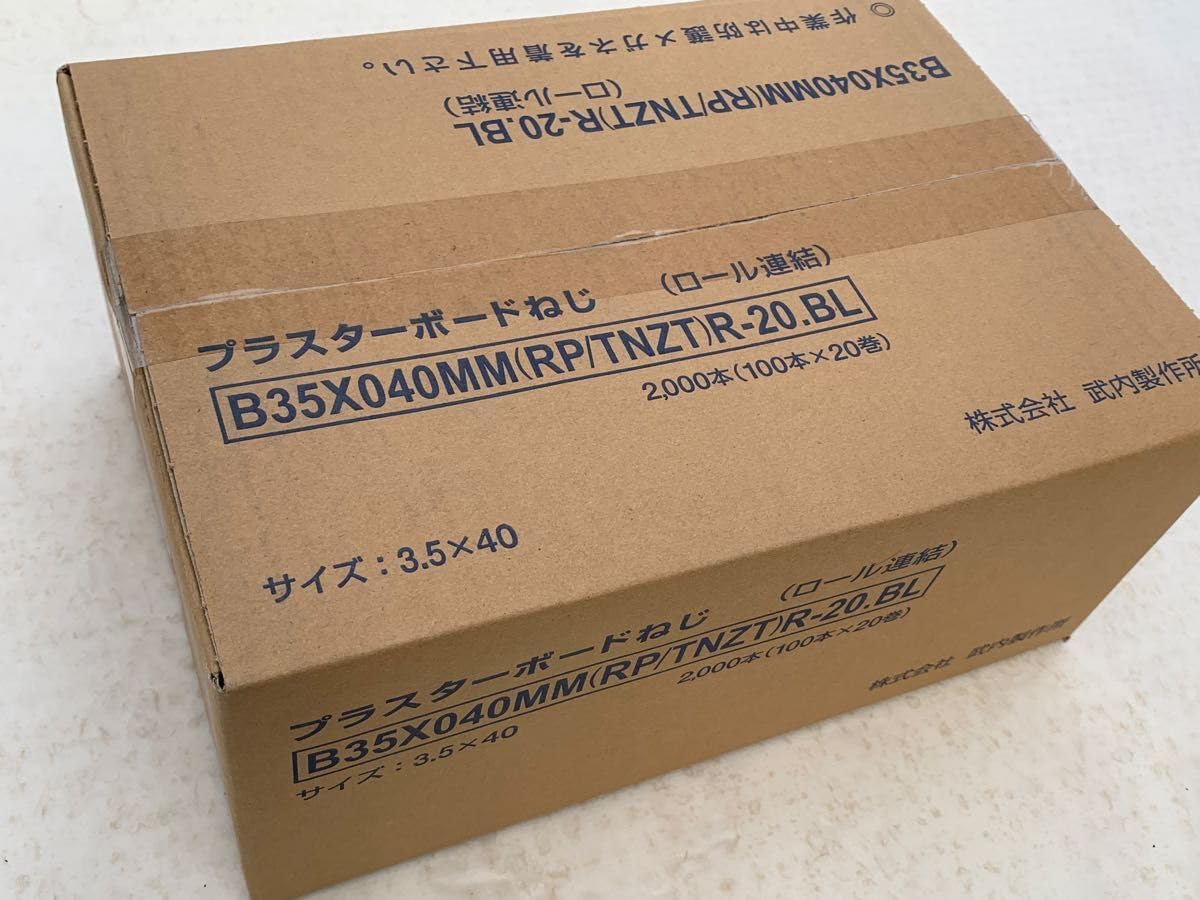 ◎ 作業中は防護メガネを着用下さい。
B35X040MM(RP/TNZT)R-20.BL
(ロール連結)
プラスターボードねじ (ロール連結)
B35X040MM(RP/TNZT)R-20.BL
2,000本(100本×20巻)
株式会社 武内製作所
サイズ:3.5×40
プラスターボードねじ (ロール連結)
B35X040MM(RP/TNZT)R-20.BL
2,000本(100本×20巻)
サイズ:3.5×40
株式会社 武内製作所